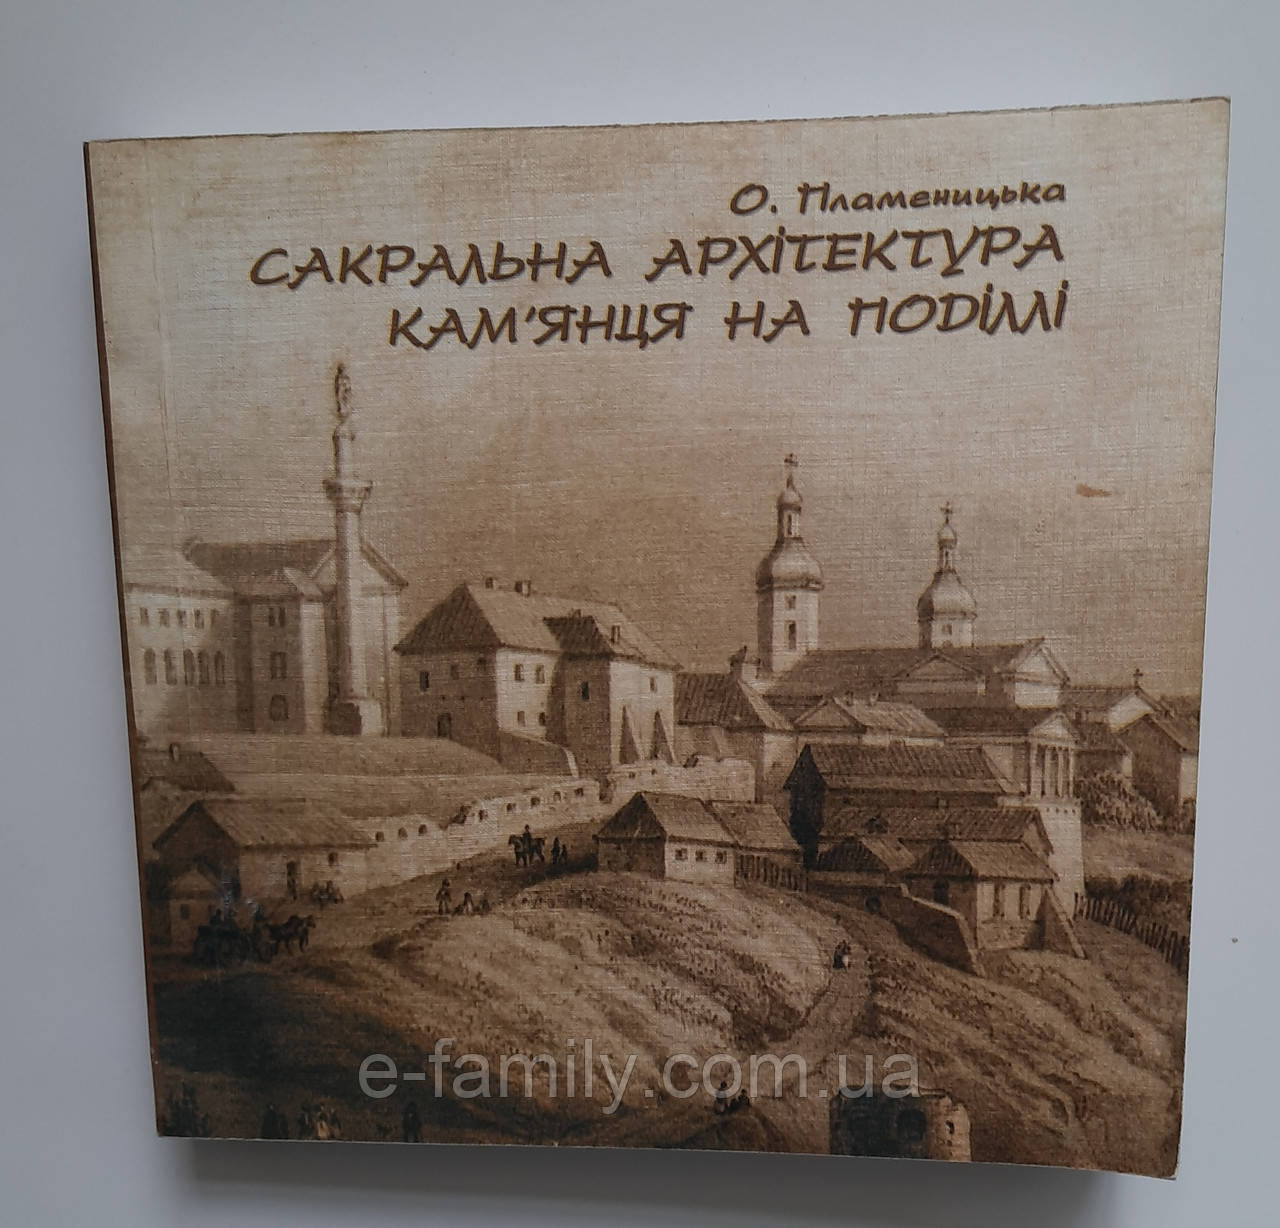 О. Пламеницька
САКРАЛЬНА АРХІТЕКТУРА
КАМ'ЯНЦЯ НА ПОДІЛЛІ
e-family.com.ua